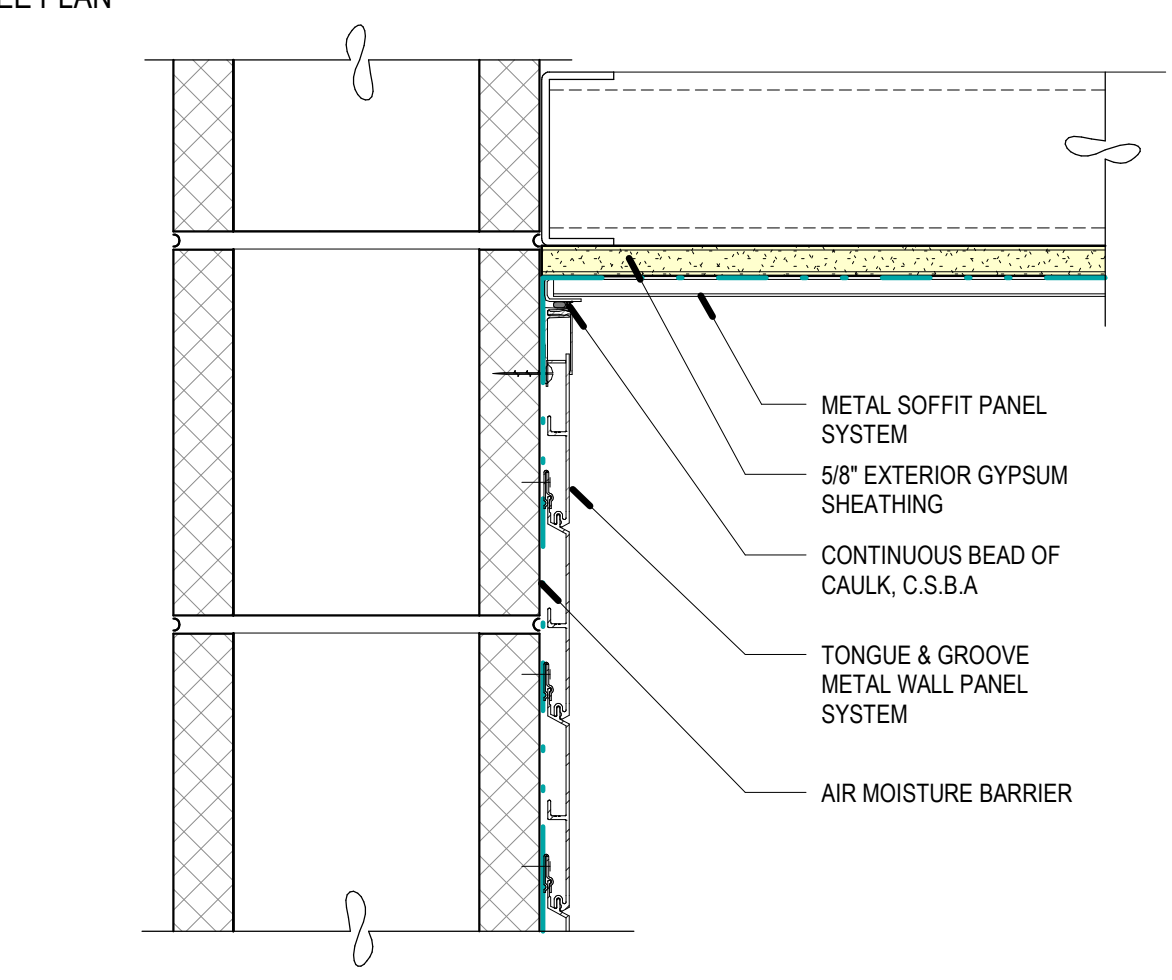 PLAN
METAL SOFFIT PANEL
SYSTEM
5/8" EXTERIOR GYPSUM
SHEATHING
CONTINUOUS BEAD OF
CAULK, C.S.B.A
TONGUE & GROOVE
METAL WALL PANEL
SYSTEM
AIR MOISTURE BARRIER